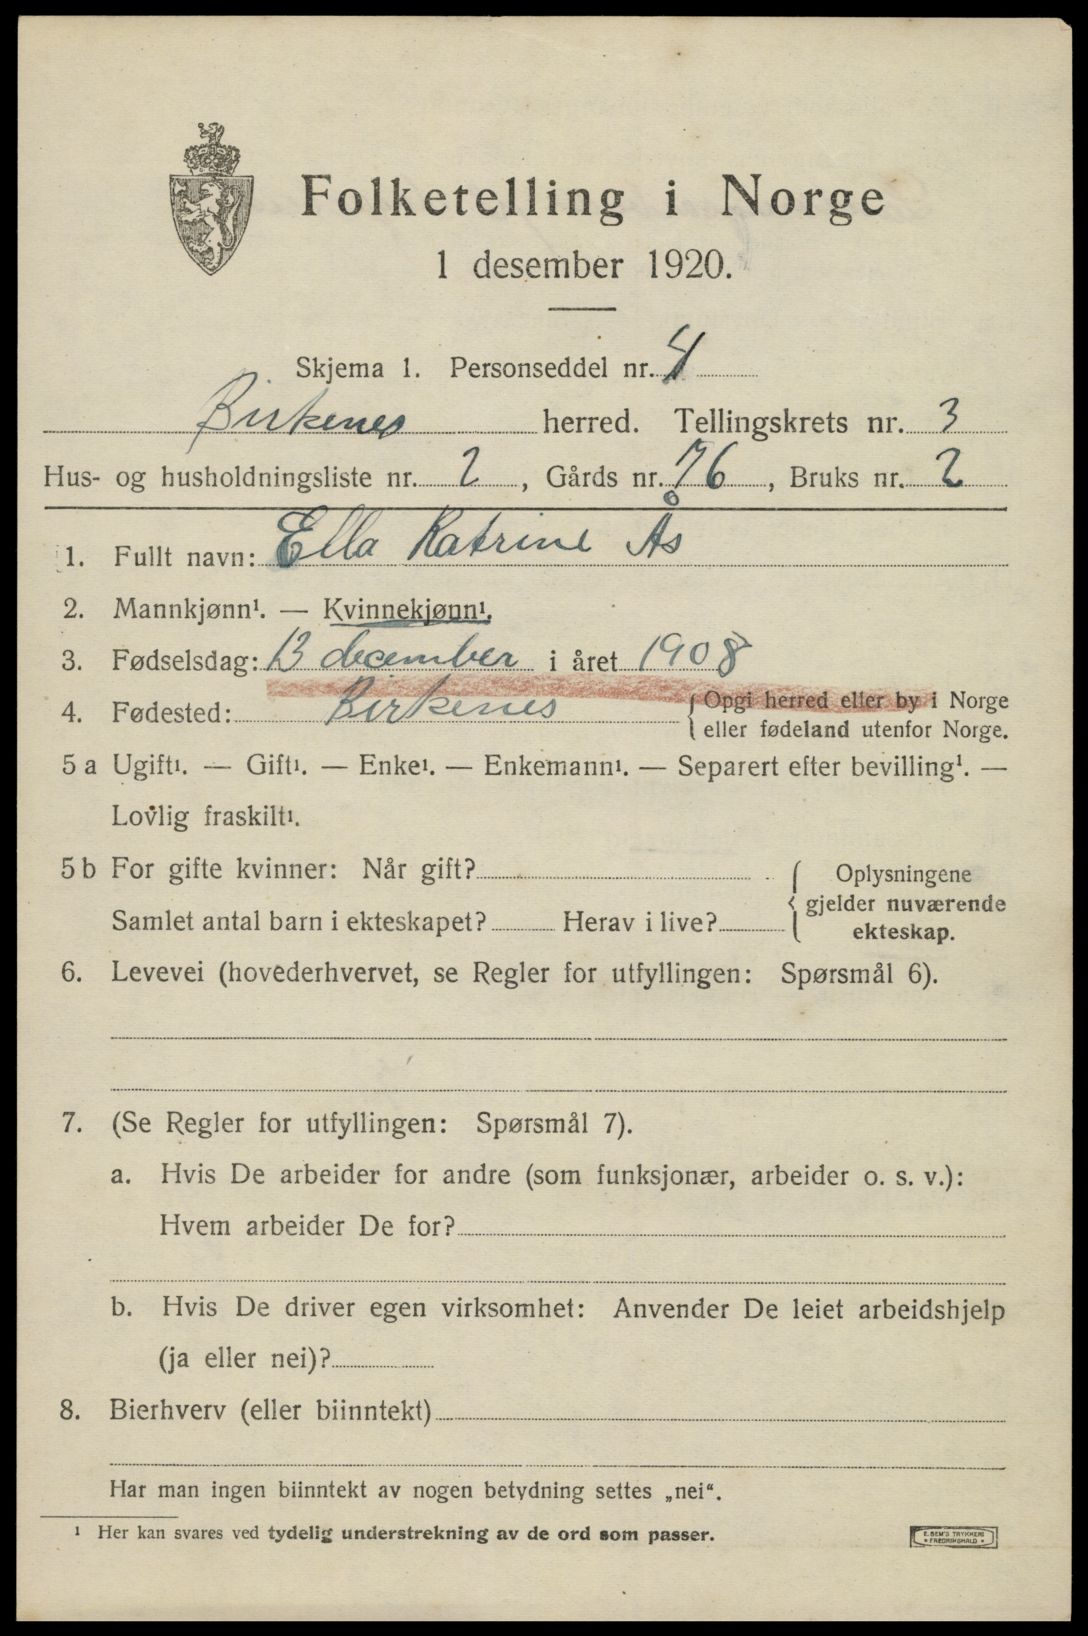 Folketelling i Norge
1 desember 1920.
Skjema 1. Personseddel nr. 4
Birkenes herred. Tellingskrets nr. 3
Hus- og husholdningsliste nr. 2, Gårds nr. 76, Bruks nr. 2
1. Fullt navn: Ella Katrine Ås
2. Mannkjønn¹. — Kvinnekjønn¹.
3. Fødselsdag: 13 december i året 1908
4. Fødested: Birkenes { Opgi herred eller by i Norge
eller fødeland utenfor Norge.
5 a Ugift¹. — Gift¹. — Enke¹. — Enkemann¹. — Separert efter bevilling¹. —
Lovlig fraskilt¹.
5 b For gifte kvinner: Når gift? { Oplysningene
gjelder nuværende
Samlet antal barn i ekteskapet? Herav i live? ekteskap.
6. Levevei (hovederhvervet, se Regler for utfyllingen: Spørsmål 6).
7. (Se Regler for utfyllingen: Spørsmål 7).
a. Hvis De arbeider for andre (som funksjonær, arbeider o. s. v.):
Hvem arbeider De for?
b. Hvis De driver egen virksomhet: Anvender De leiet arbeidshjelp
(ja eller nei)?
8. Bierhverv (eller biinntekt)
Har man ingen biinntekt av nogen betydning settes „nei“.
¹ Her kan svares ved tydelig understrekning av de ord som passer.
E. SEM'S TRYKKERI
• FREDRIKSHALD •